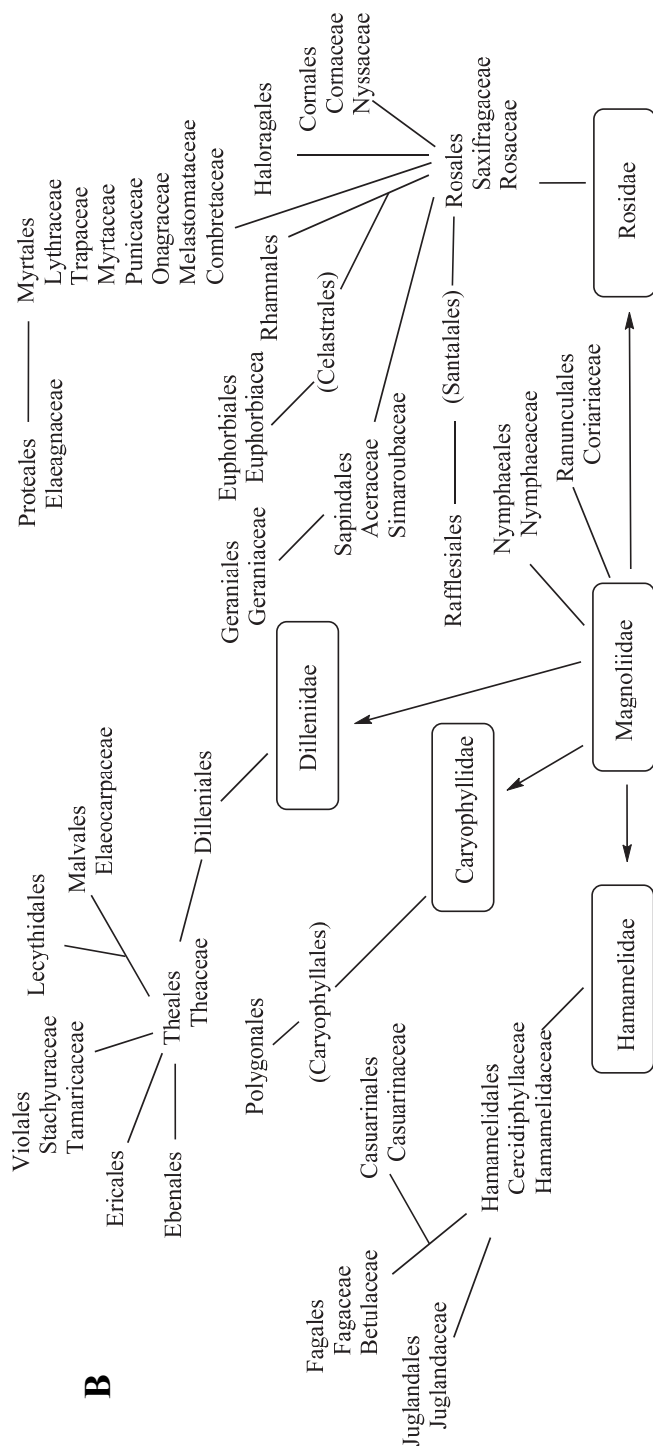 B
Proteales
Elaeagnaceae
Myrtales
Lythraceae
Trapaceae
Myrtaceae
Punicaceae
Onagraceae
Melastomataceae
Combretaceae
Haloragales
Cornales
Cornaceae
Nyssaceae
Rhamnales
Euphorbiales
Euphorbiacea
(Celastrales)
Geraniales
Geraniaceae
Sapindales
Aceraceae
Simaroubaceae
Rosales
Saxifragaceae
Rosaceae
Rafflesiales
(Santalales)
Violales
Stachyuraceae
Tamaricaceae
Lecythidales
Malvales
Elaeocarpaceae
Ericales
Ebenales
Theales
Theaceae
Dilleniales
Dilleniidae
Polygonales
(Caryophyllales)
Caryophyllidae
Nymphaeales
Nymphaeaceae
Ranunculales
Coriariaceae
Fagales
Fagaceae
Betulaceae
Casuarinales
Casuarinaceae
Juglandales
Juglandaceae
Hamamelidales
Cercidiphyllaceae
Hamamelidaceae
Hamamelidae
Magnoliidae
Rosidae